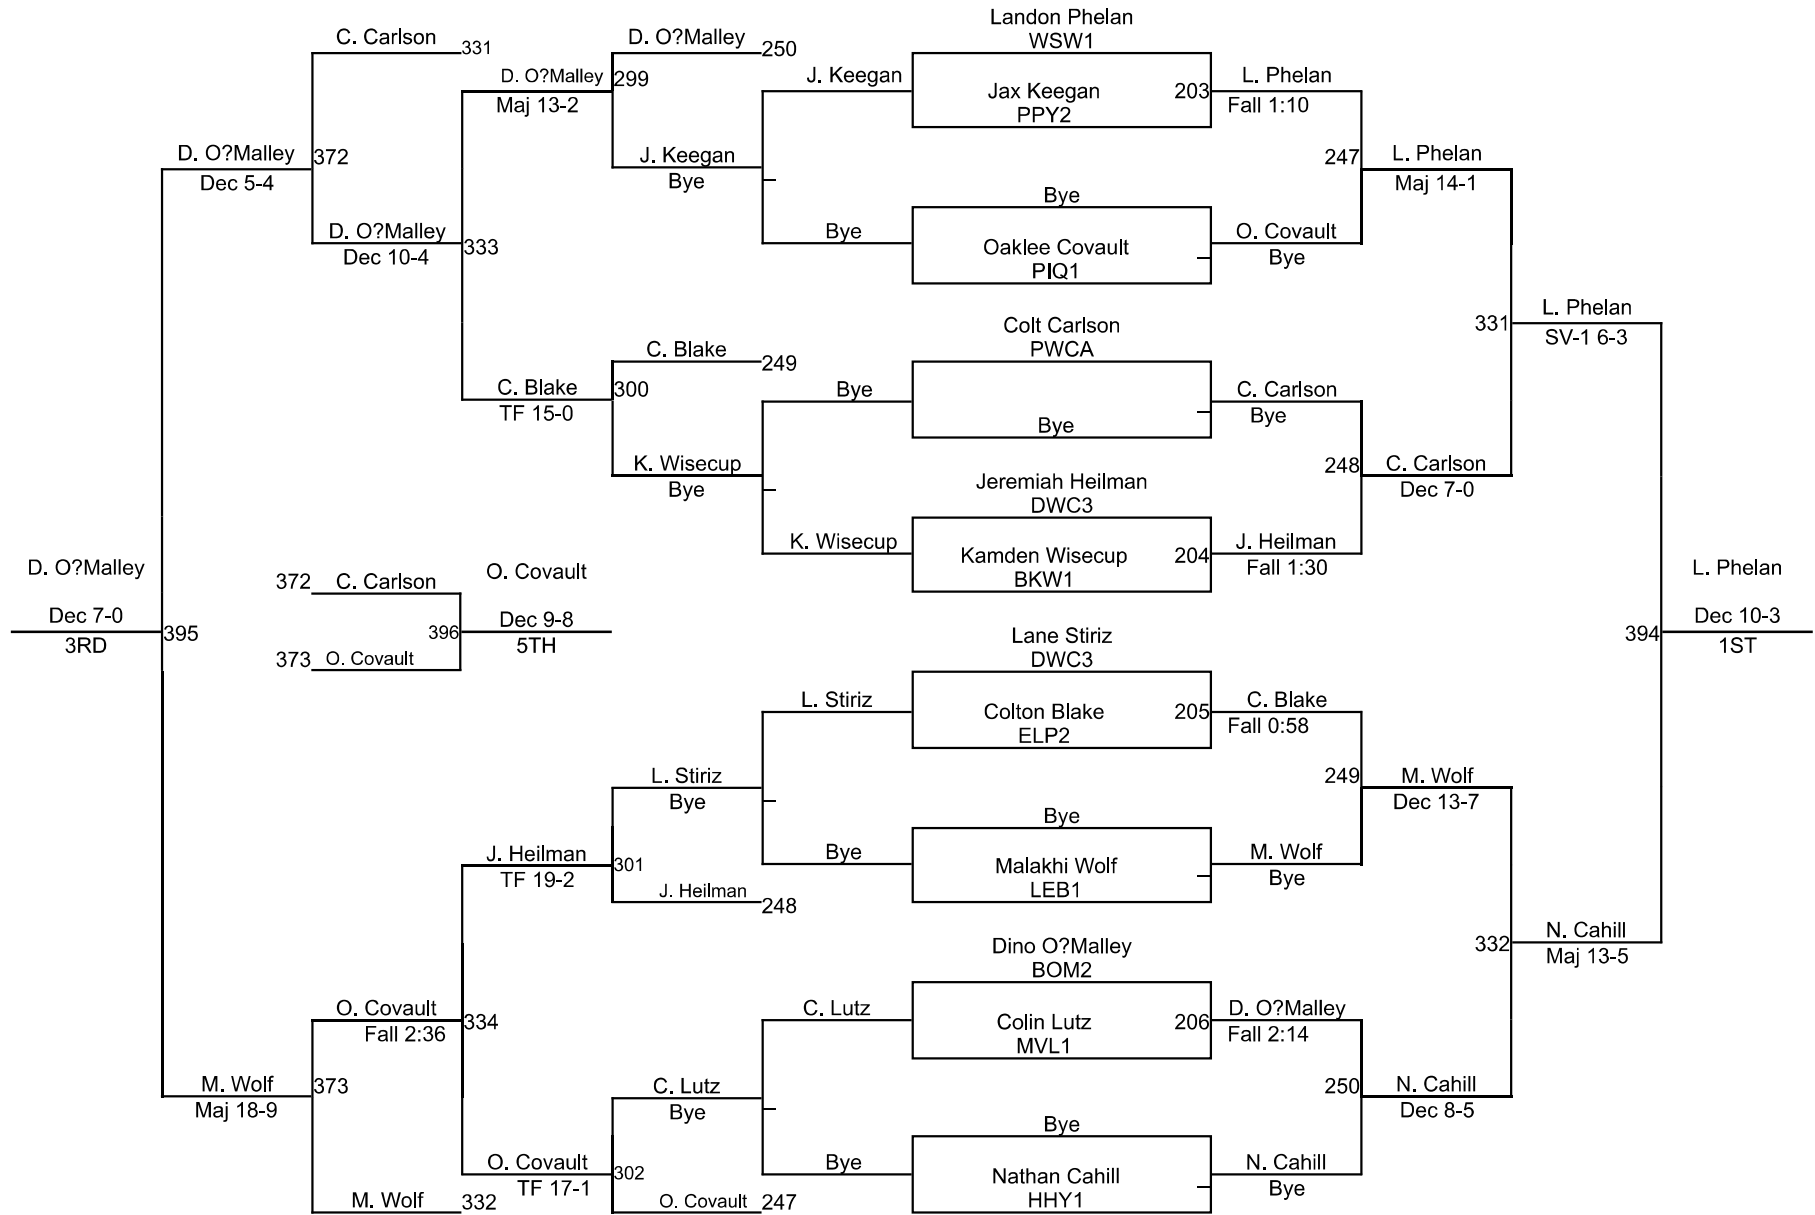 Landon Phelan
WSW1
C. Carlson 331
D. O?Malley 250
J. Keegan
L. Phelan
D. O?Malley 299
Maj 13-2
Jax Keegan 203
PPY2
Fall 1:10
D. O?Malley 372
Dec 5-4
J. Keegan
Bye
247 L. Phelan
Maj 14-1
Bye
D. O?Malley 333
Dec 10-4
Bye
Oaklee Covault
PIQ1
O. Covault
Bye
Colt Carlson
PWCA
331 L. Phelan
SV-1 6-3
C. Blake 249
C. Blake 300
TF 15-0
Bye
Bye
C. Carlson
Bye
K. Wisecup
Bye
248 C. Carlson
Dec 7-0
Jeremiah Heilman
DWC3
K. Wisecup
Kamden Wisecup 204
BKW1
J. Heilman
Fall 1:30
D. O?Malley
Dec 7-0
3RD
395
372 C. Carlson
O. Covault
396 Dec 9-8
5TH
373 O. Covault
L. Phelan
394 Dec 10-3
1ST
Lane Stiriz
DWC3
L. Stiriz
Colton Blake 205
ELP2
C. Blake
Fall 0:58
L. Stiriz
Bye
249 M. Wolf
Dec 13-7
Bye
J. Heilman 301
TF 19-2
Bye
Malakhi Wolf
LEB1
M. Wolf
Bye
J. Heilman 248
Dino O?Malley
BOM2
332 N. Cahill
Maj 13-5
O. Covault 334
Fall 2:36
C. Lutz
Colin Lutz 206
MVL1
D. O?Malley
Fall 2:14
M. Wolf 373
Maj 18-9
C. Lutz
Bye
250 N. Cahill
Dec 8-5
Bye
O. Covault 302
TF 17-1
Bye
Nathan Cahill
HHY1
N. Cahill
Bye
M. Wolf 332
O. Covault 247